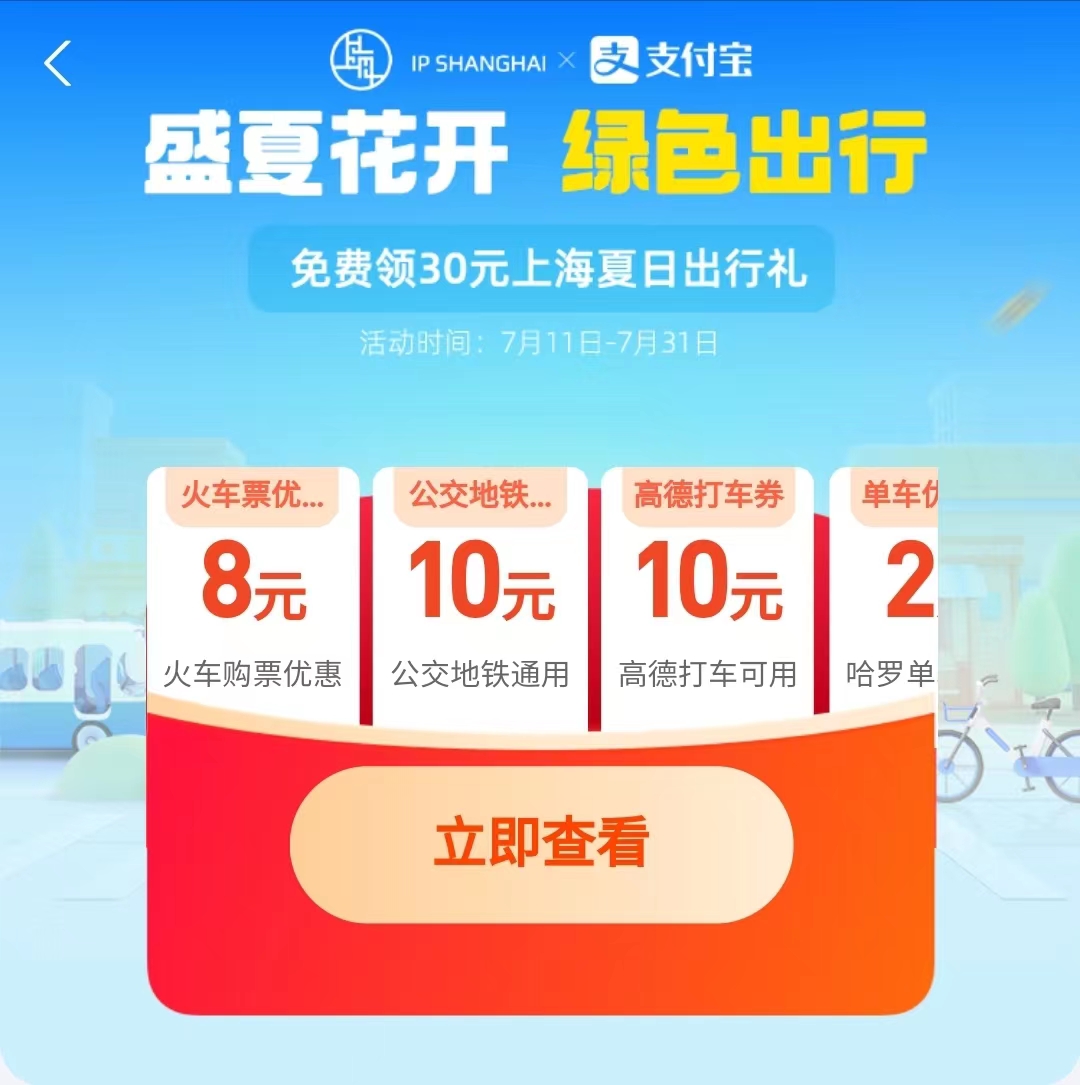 IP SHANGHAI × 支付宝
盛夏花开 绿色出行
免费领30元上海夏日出行礼
活动时间：7月11日-7月31日
火车票优...
8元
火车购票优惠
公交地铁...
10元
公交地铁通用
高德打车券
10元
高德打车可用
单车优
2
哈罗单
立即查看